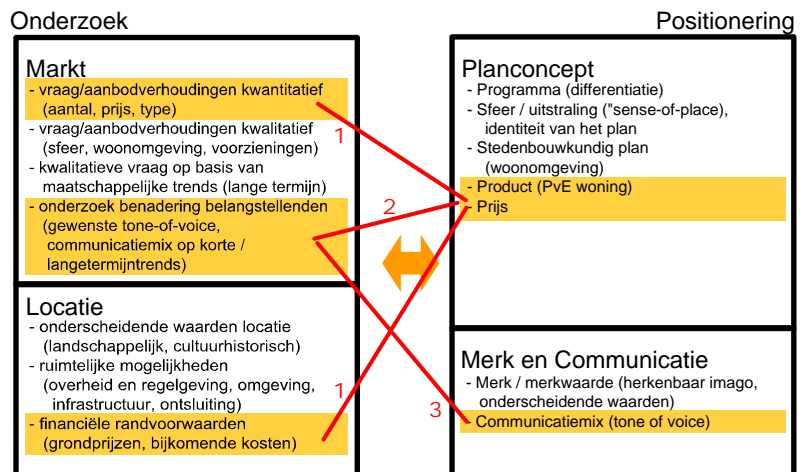 Onderzoek
Markt
- vraag/aanbodverhoudingen kwantitatief
(aantal, prijs, type)
- vraag/aanbodverhoudingen kwalitatief
(sfeer, woonomgeving, voorzieningen)
- kwalitatieve vraag op basis van
maatschappelijke trends (lange termijn)
- onderzoek benadering belangstellenden
(gewenste tone-of-voice,
communicatiemix op korte /
langetermijntrends)
Locatie
- onderscheidende waarden locatie
(landschappelijk, cultuurhistorisch)
- ruimtelijke mogelijkheden
(overheid en regelgeving, omgeving,
infrastructuur, ontsluiting)
- financiële randvoorwaarden
(grondprijzen, bijkomende kosten)
1
2
1
3
Positionering
Planconcept
- Programma (differentiatie)
- Sfeer / uitstraling ("sense-of-place),
identiteit van het plan
- Stedenbouwkundig plan
(woonomgeving)
- Product (PvE woning)
- Prijs
Merk en Communicatie
- Merk / merkwaarde (herkenbaar imago,
onderscheidende waarden)
- Communicatiemix (tone of voice)